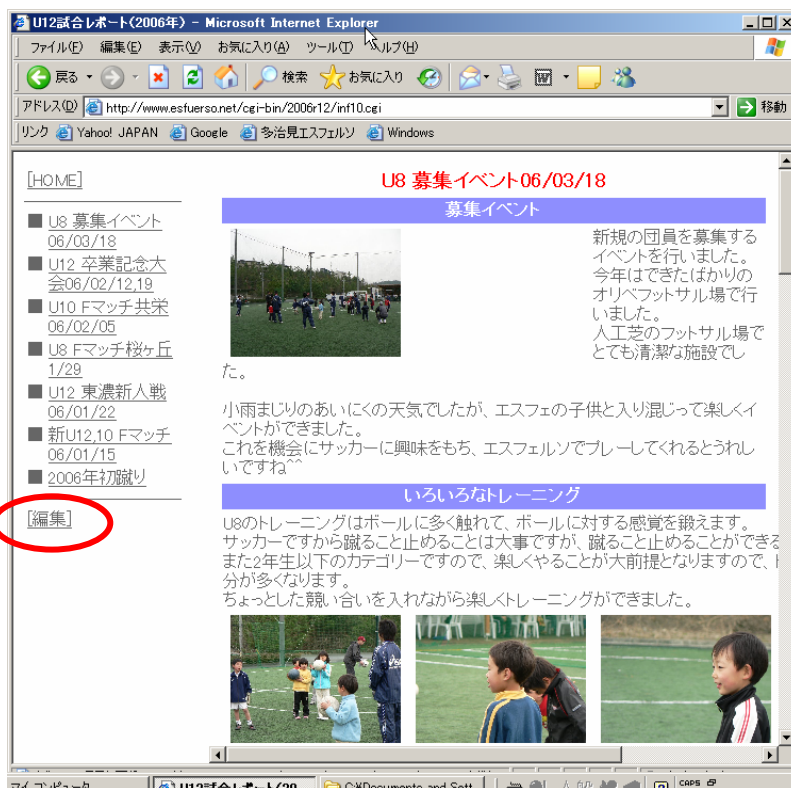 U12試合レポート(2006年) - Microsoft Internet Explorer
ファイル(F) 編集(E) 表示(V) お気に入り(A) ツール(T) ヘルプ(H)
戻る 検索 お気に入り
アドレス(D) http://www.esfuerso.net/cgi-bin/2006r12/inf10.cgi 移動
リンク Yahoo! JAPAN Google 多治見エスフェルソ Windows
[HOME]
■ U8 募集イベント
06/03/18
■ U12 卒業記念大
会06/02/12,19
■ U10 Fマッチ共栄
06/02/05
■ U8 Fマッチ桜ヶ丘
1/29
■ U12 東濃新人戦
06/01/22
■ 新U12,10 Fマッチ
06/01/15
■ 2006年初蹴り
[編集]
U8 募集イベント06/03/18
募集イベント
新規の団員を募集する
イベントを行いました。
今年はできたばかりの
オリベフットサル場で行
いました。
人工芝のフットサル場で
とても清潔な施設でし
た。
小雨まじりのあいにくの天気でしたが、エスフェの子供と入り混じって楽しくイ
ベントができました。
これを機会にサッカーに興味をもち、エスフェルソでプレーしてくれるとうれし
いですね^^
いろいろなトレーニング
U8のトレーニングはボールに多く触れて、ボールに対する感覚を鍛えます。
サッカーですから蹴ること止めることは大事ですが、蹴ること止めることができる
また2年生以下のカテゴリーですので、楽しくやることが大前提となりますので、
分が多くなります。
ちょっとした競い合いを入れながら楽しくトレーニングができました。
マイ コンピュータ U12試合レポート(20... C:¥Documents and Sett... CAPS